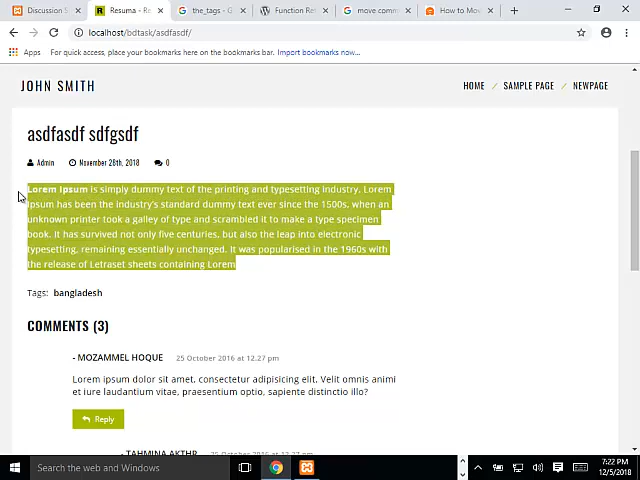 Discussion S
Resuma - Re
the_tags - G
Function Re
move comm
How to Mov
localhost/bdtask/asdfasdf/
Apps For quick access, place your bookmarks here on the bookmarks bar. Import bookmarks now...
JOHN SMITH
HOME / SAMPLE PAGE / NEWPAGE
asdfasdf sdfgsdf
Admin November 28th, 2018 0
Lorem Ipsum is simply dummy text of the printing and typesetting industry. Lorem
Ipsum has been the industry's standard dummy text ever since the 1500s, when an
unknown printer took a galley of type and scrambled it to make a type specimen
book. It has survived not only five centuries, but also the leap into electronic
typesetting, remaining essentially unchanged. It was popularised in the 1960s with
the release of Letraset sheets containing Lorem
Tags: bangladesh
COMMENTS (3)
- MOZAMMEL HOQUE 25 October 2016 at 12.27 pm
Lorem ipsum dolor sit amet, consectetur adipisicing elit. Velit omnis animi
et iure laudantium vitae, praesentium optio, sapiente distinctio illo?
Reply
- TAHMINA AKTHR 25 October 2016 at 12.27 pm
Search the web and Windows
7:22 PM
12/5/2018